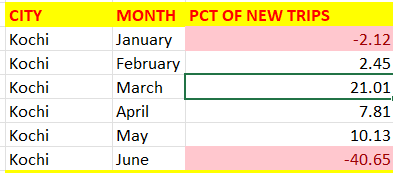 CITY MONTH PCT OF NEW TRIPS
Kochi January -2.12
Kochi February 2.45
Kochi March 21.01
Kochi April 7.81
Kochi May 10.13
Kochi June -40.65